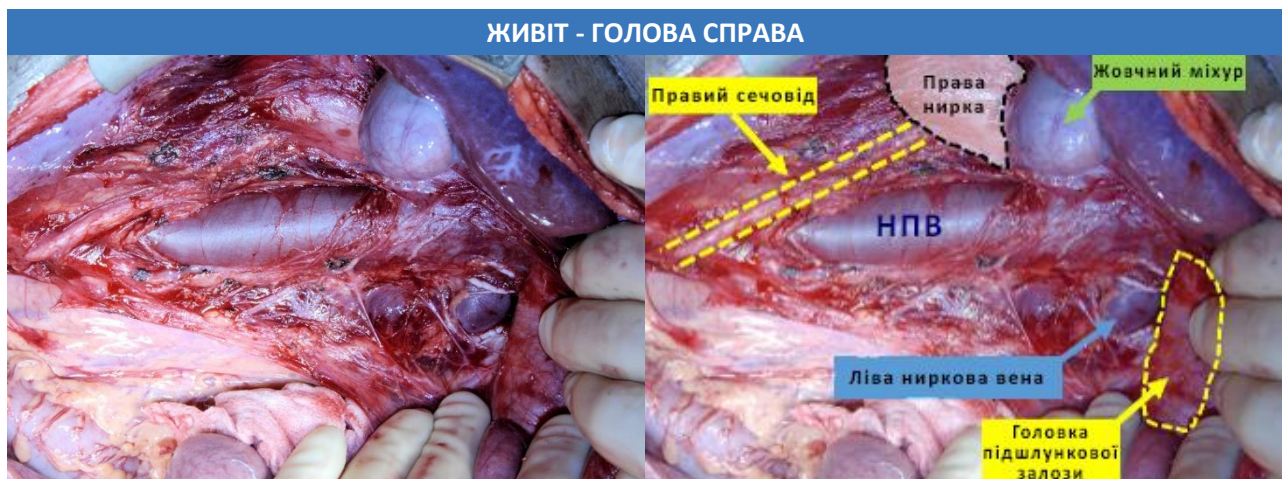 ЖИВІТ - ГОЛОВА СПРАВА
Жовчний міхур
Права
нирка
Правий сечовід
НПВ
Ліва ниркова вена
Головка
підшлункової
залози